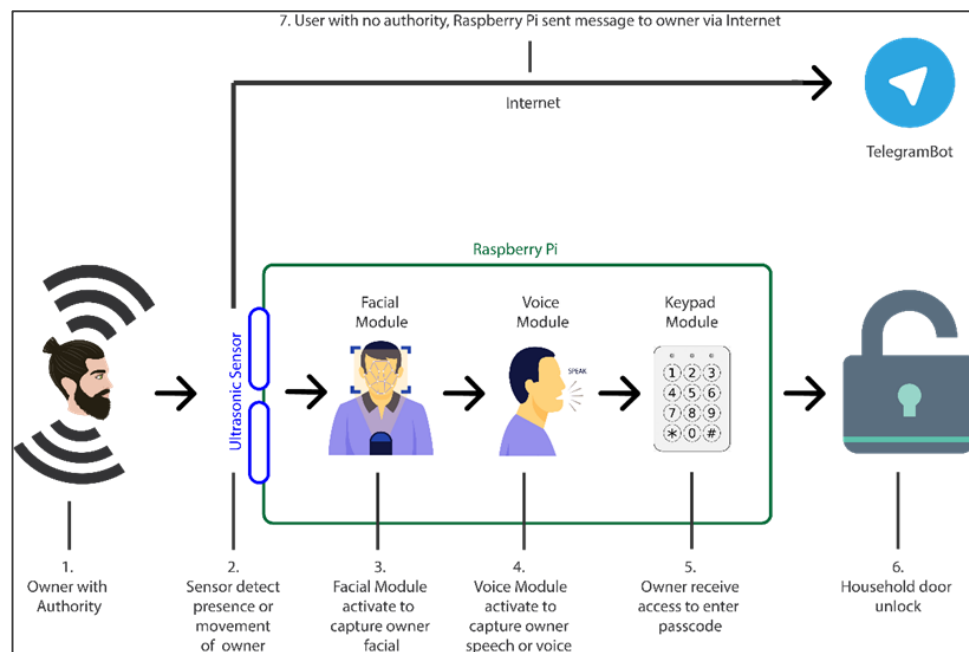 7. User with no authority, Raspberry Pi sent message to owner via Internet
Internet
TelegramBot
Raspberry Pi
Ultrasonic Sensor
Facial
Module
Voice
Module
Keypad
Module
SPEAK
1 2 3
4 5 6
7 8 9
* 0 #
1.
Owner with
Authority
2.
Sensor detect
presence or
movement
of owner
3.
Facial Module
activate to
capture owner
facial
4.
Voice Module
activate to
capture owner
speech or voice
5.
Owner receive
access to enter
passcode
6.
Household door
unlock